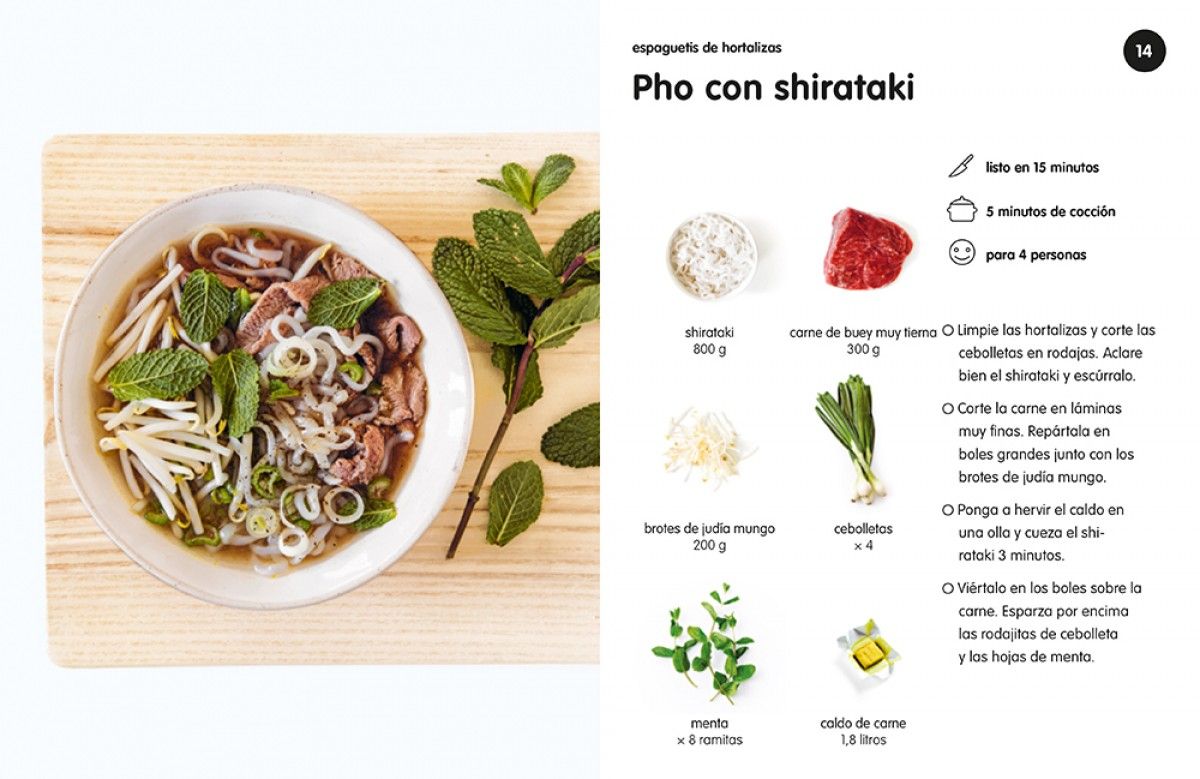 espaguetis de hortalizas
14
Pho con shirataki
listo en 15 minutos
5 minutos de cocción
para 4 personas
shirataki
800 g
carne de buey muy tierna
300 g
brotes de judía mungo
200 g
cebolletas
× 4
menta
× 8 ramitas
caldo de carne
1,8 litros
Limpie las hortalizas y corte las
cebolletas en rodajas. Aclare
bien el shirataki y escúrralo.
Corte la carne en láminas
muy finas. Repártala en
boles grandes junto con los
brotes de judía mungo.
Ponga a hervir el caldo en
una olla y cueza el shi-
rataki 3 minutos.
Viértalo en los boles sobre la
carne. Esparza por encima
las rodajitas de cebolleta
y las hojas de menta.